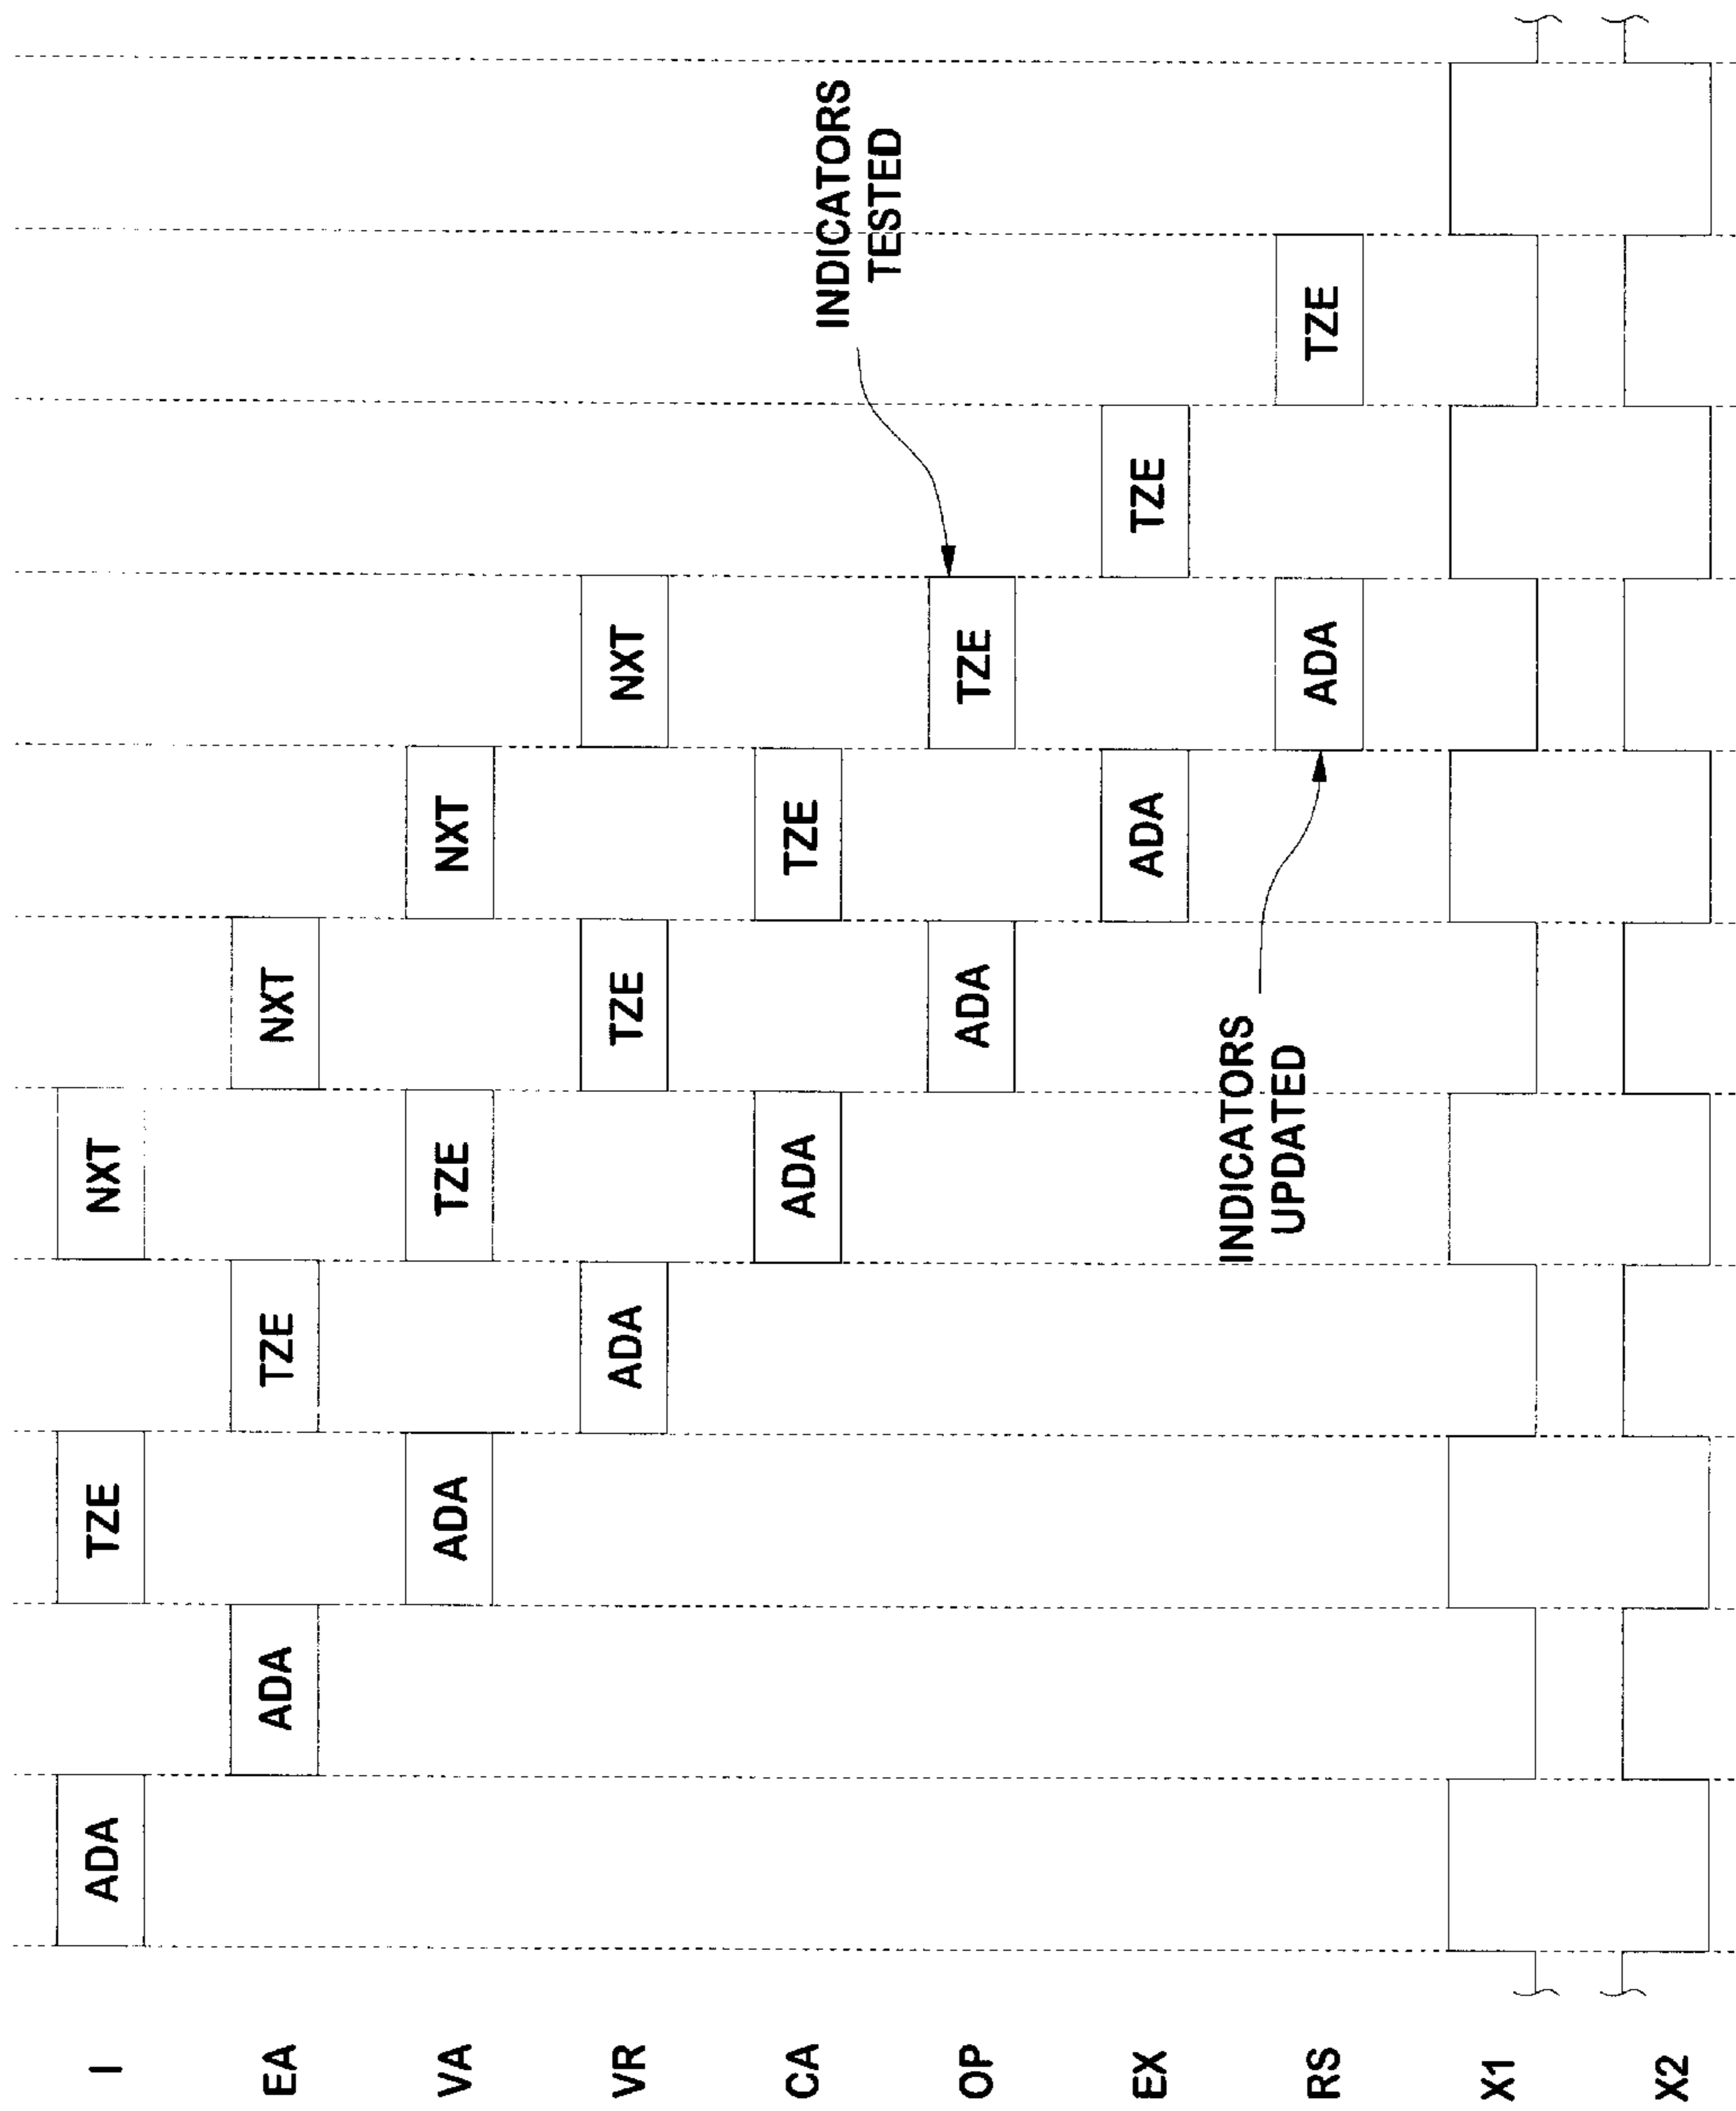 I ADA TZE NXT
EA ADA TZE NXT
VA ADA TZE NXT
VR ADA TZE NXT
CA ADA TZE
INDICATORS
TESTED
OP ADA TZE
EX ADA TZE
INDICATORS
UPDATED
RS ADA TZE
X1
X2